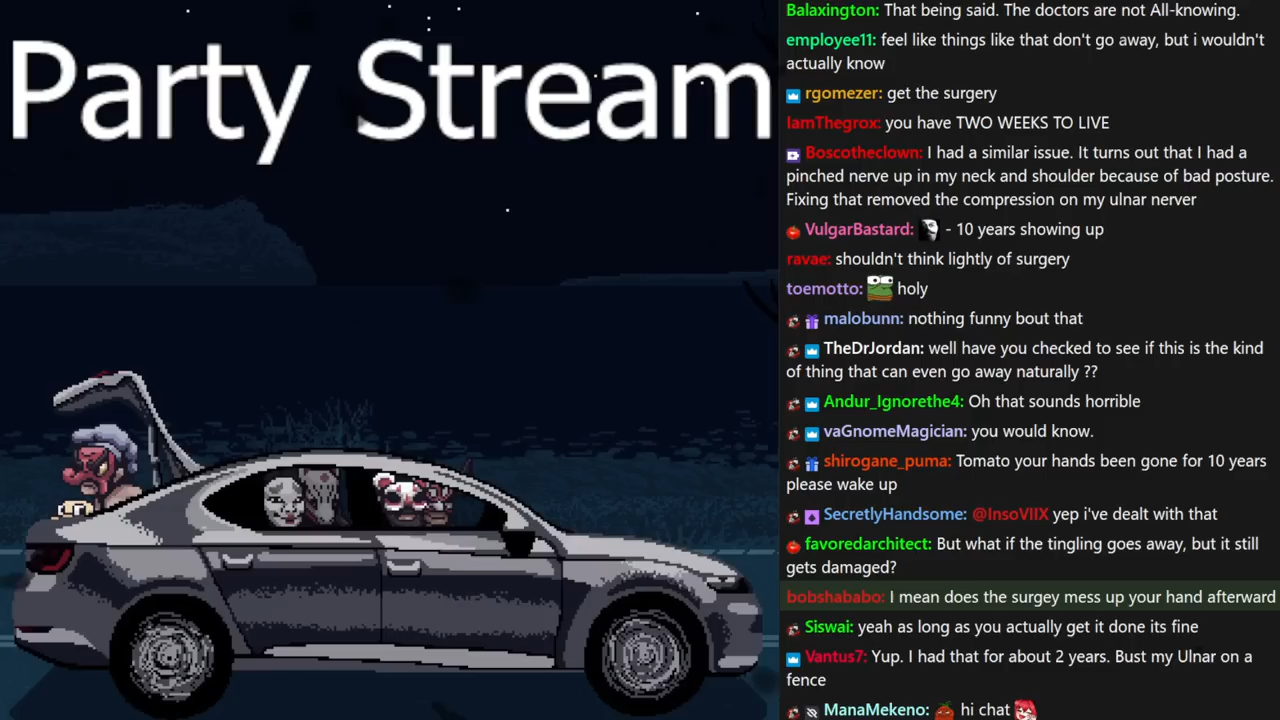 Party Stream
Balaxington: That being said. The doctors are not All-knowing.
employee11: feel like things like that don't go away, but i wouldn't
actually know
rgomezer: get the surgery
IamThegrox: you have TWO WEEKS TO LIVE
Boscotheclown: I had a similar issue. It turns out that I had a
pinched nerve up in my neck and shoulder because of bad posture.
Fixing that removed the compression on my ulnar nerver
VulgarBastard: - 10 years showing up
ravae: shouldn't think lightly of surgery
toemotto: holy
malobunn: nothing funny bout that
TheDrJordan: well have you checked to see if this is the kind
of thing that can even go away naturally ??
Andur_Ignorethe4: Oh that sounds horrible
vaGnomeMagician: you would know.
shirogane_puma: Tomato your hands been gone for 10 years
please wake up
SecretlyHandsome: @InsoVIIX yep i've dealt with that
favoredarchitect: But what if the tingling goes away, but it still
gets damaged?
bobshababo: I mean does the surgey mess up your hand afterward
Siswai: yeah as long as you actually get it done its fine
Vantus7: Yup. I had that for about 2 years. Bust my Ulnar on a
fence
ManaMekeno: hi chat